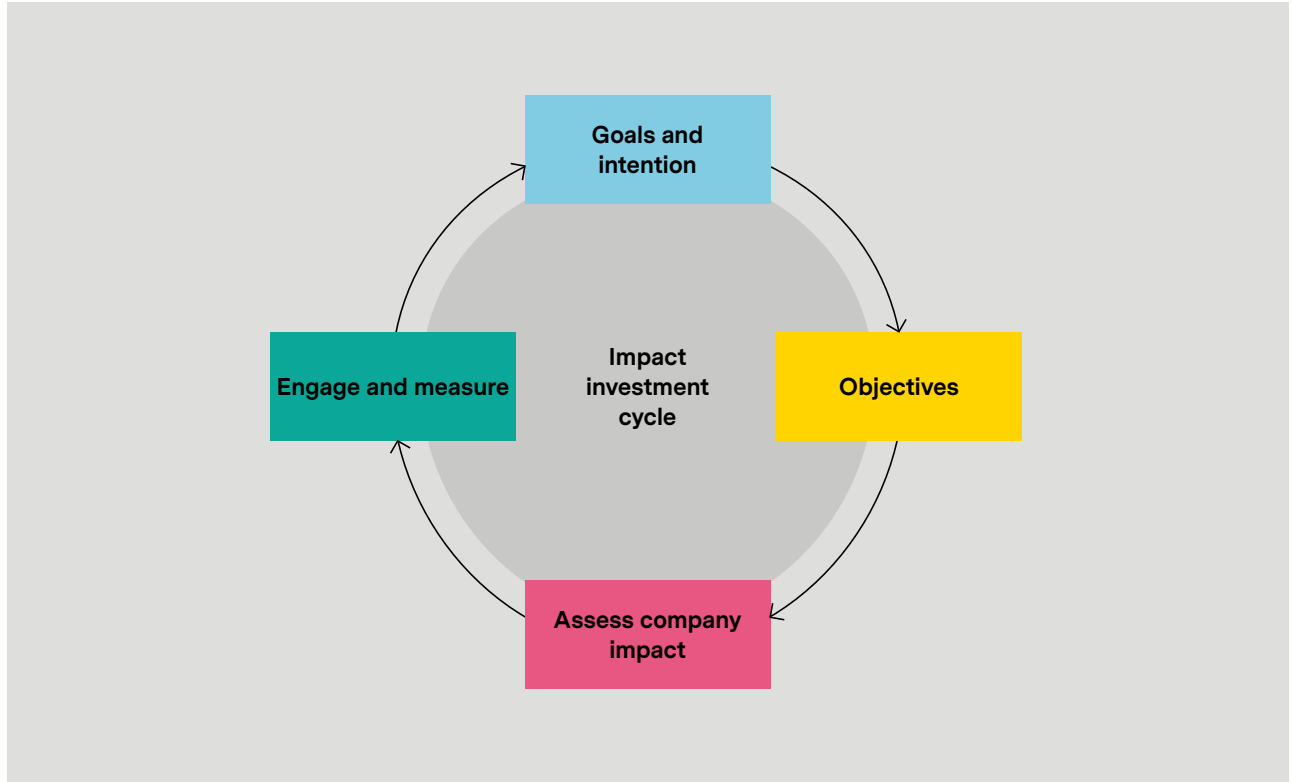 Goals and
intention
Impact
investment
cycle
Engage and measure
Objectives
Assess company
impact